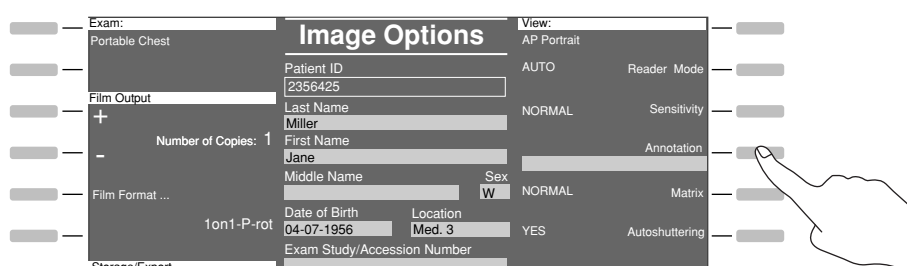 Exam:
Portable Chest
Film Output
+
Number of Copies: 1
-
Film Format ...
1on1-P-rot
Storage/Export
Image Options
Patient ID
2356425
Last Name
Miller
First Name
Jane
Middle Name Sex
W
Date of Birth Location
04-07-1956 Med. 3
Exam Study/Accession Number
View:
AP Portrait
AUTO Reader Mode
NORMAL Sensitivity
Annotation
NORMAL Matrix
YES Autoshuttering